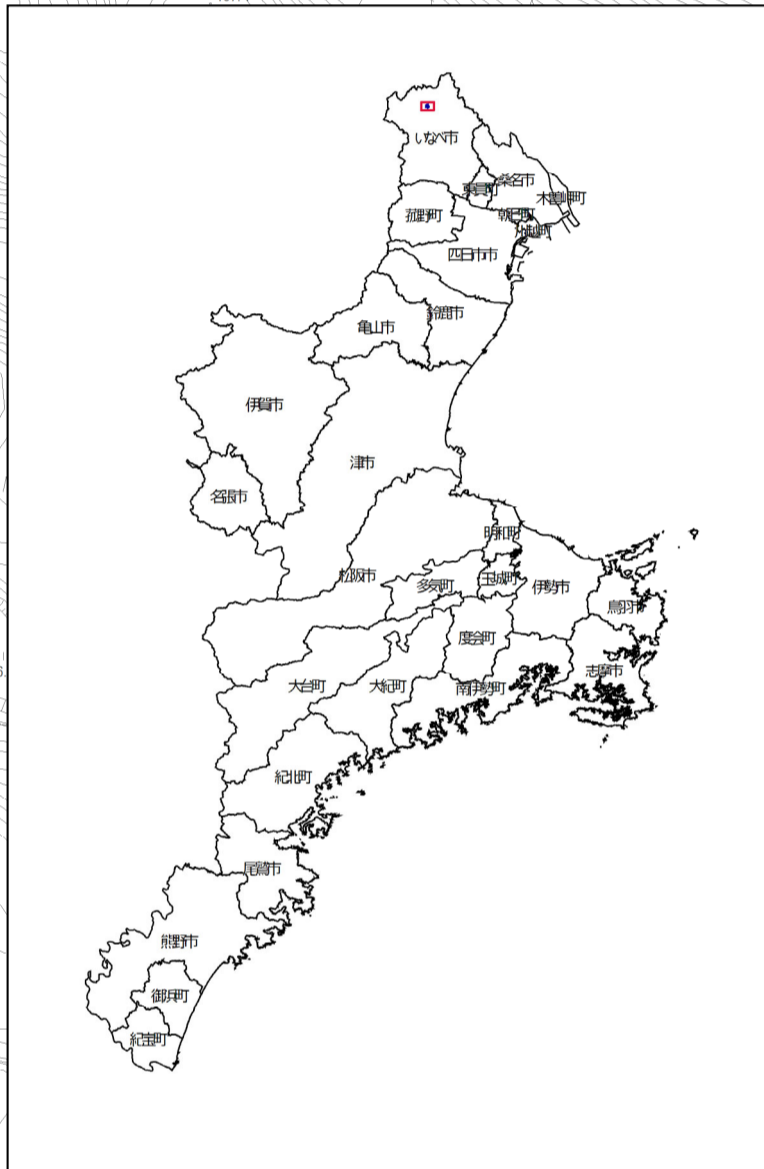 いなべ市
桑名市
東員町
木曽岬町
菰野町
朝日町
川越町
四日市市
鈴鹿市
亀山市
伊賀市
津市
名張市
明和町
松阪市
多気町
玉城町
伊勢市
鳥羽市
度会町
志摩市
大台町
大紀町
南伊勢町
紀北町
尾鷲市
熊野市
御浜町
紀宝町